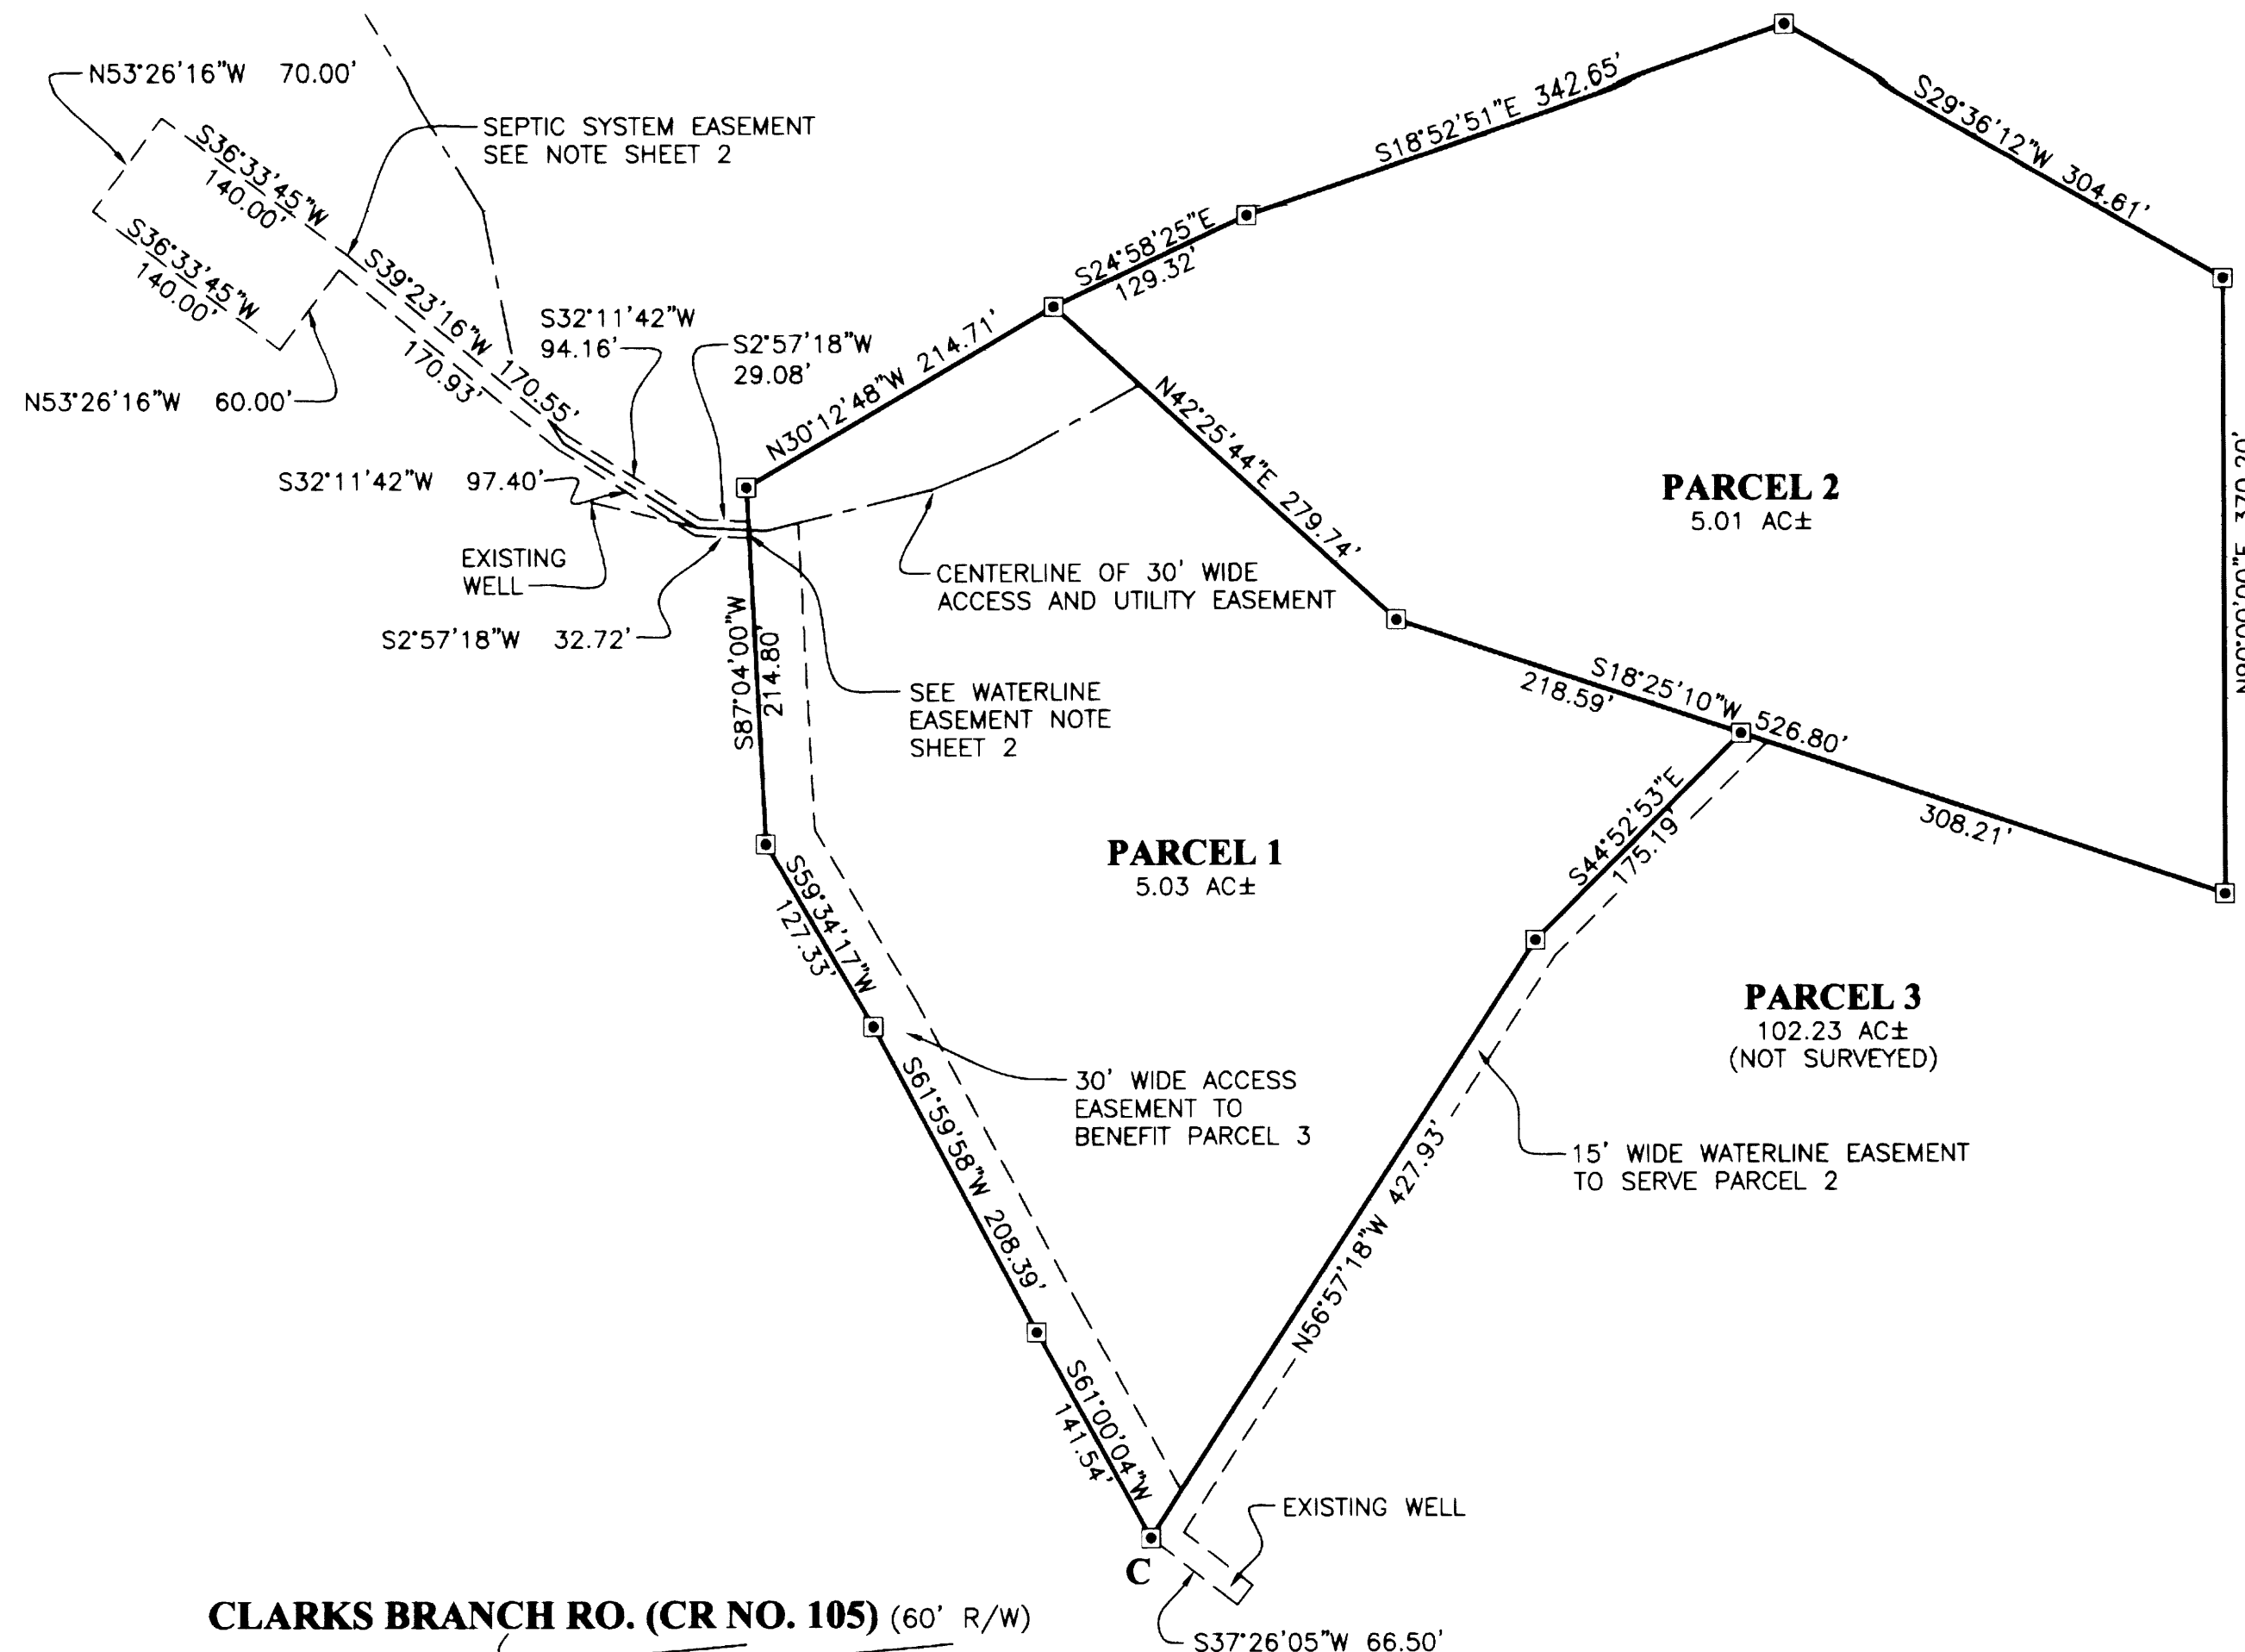 N53°26'16"W 70.00'
SEPTIC SYSTEM EASEMENT
SEE NOTE SHEET 2
S36°33'45"W
140.00'
S36°33'45"W
140.00'
N53°26'16"W 60.00'
S39°23'16"W 170.55'
170.93'
S32°11'42"W
94.16'
S2°57'18"W
29.08'
S32°11'42"W 97.40'
EXISTING
WELL
S2°57'18"W 32.72'
N30°12'48"W 214.71'
S24°58'25"E
129.32'
S18°52'51"E 342.65'
S29°36'12"W 304.61'
N42°25'44"E 279.74'
PARCEL 2
5.01 AC±
N80°00'00"E 370.20'
CENTERLINE OF 30' WIDE
ACCESS AND UTILITY EASEMENT
S87°04'00"W
214.80'
SEE WATERLINE
EASEMENT NOTE
SHEET 2
S18°25'10"W 526.80'
218.59'
308.21'
S44°52'53"E
175.19'
PARCEL 1
5.03 AC±
S59°34'17"W
127.33'
PARCEL 3
102.23 AC±
(NOT SURVEYED)
S61°59'58"W 208.39'
30' WIDE ACCESS
EASEMENT TO
BENEFIT PARCEL 3
N56°57'18"W 427.93'
15' WIDE WATERLINE EASEMENT
TO SERVE PARCEL 2
S61°00'04"W
141.54'
EXISTING WELL
C
CLARKS BRANCH RO. (CR NO. 105) (60' R/W)
S37°26'05"W 66.50'